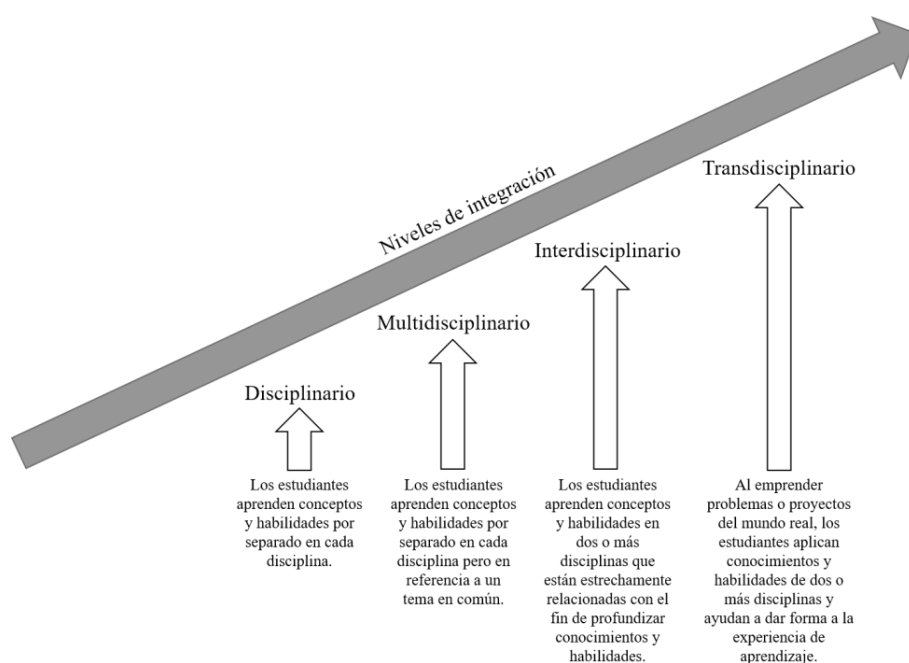 Niveles de integración
Disciplinario
Los estudiantes
aprenden conceptos
y habilidades por
separado en cada
disciplina.
Multidisciplinario
Los estudiantes
aprenden conceptos
y habilidades por
separado en cada
disciplina pero en
referencia a un
tema en común.
Interdisciplinario
Los estudiantes
aprenden conceptos
y habilidades en
dos o más
disciplinas que
están estrechamente
relacionadas con el
fin de profundizar
conocimientos y
habilidades.
Transdisciplinario
Al emprender
problemas o proyectos
del mundo real, los
estudiantes aplican
conocimientos y
habilidades de dos o
más disciplinas y
ayudan a dar forma a la
experiencia de
aprendizaje.